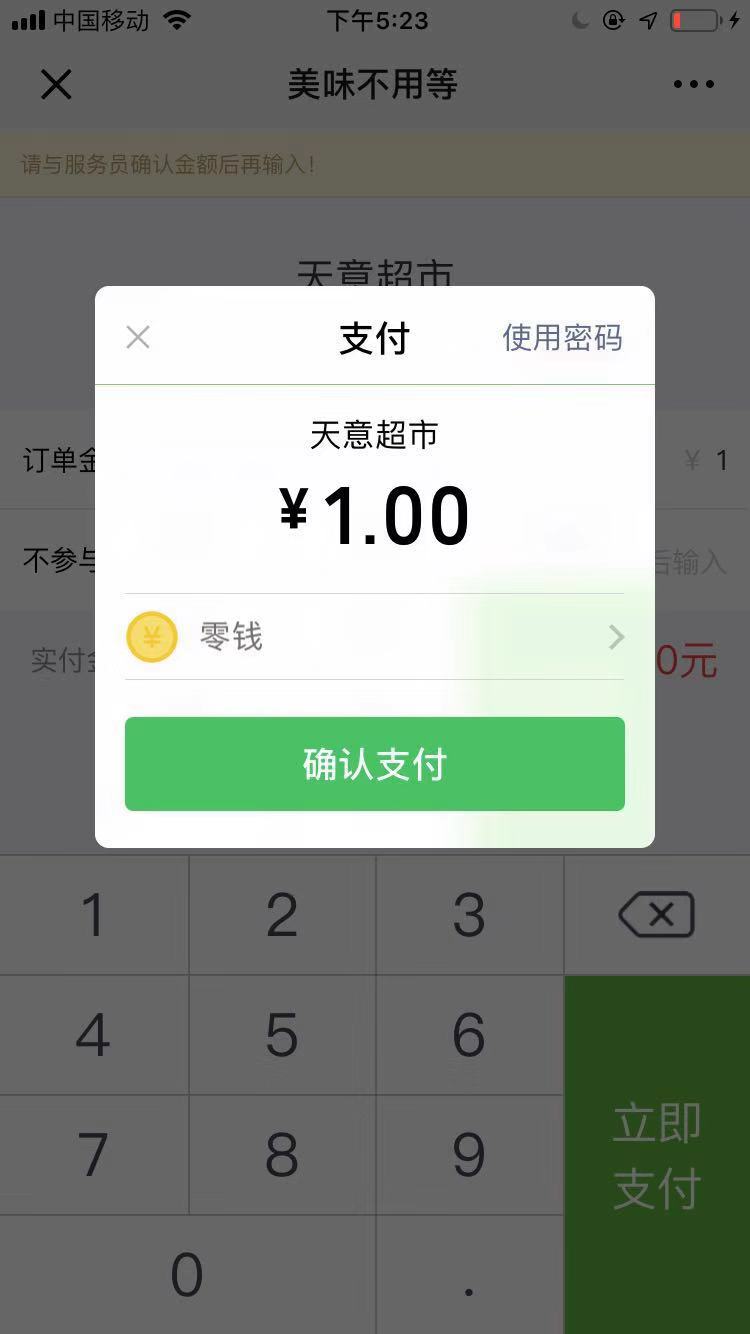 中国移动 下午5:23
美味不用等
请与服务员确认金额后再输入!
天意超市
支付 使用密码
天意超市
订单金 ¥ 1
¥1.00
不参与 后输入
零钱
实付金 0元
确认支付
1 2 3
4 5 6
立即
7 8 9
支付
0 .